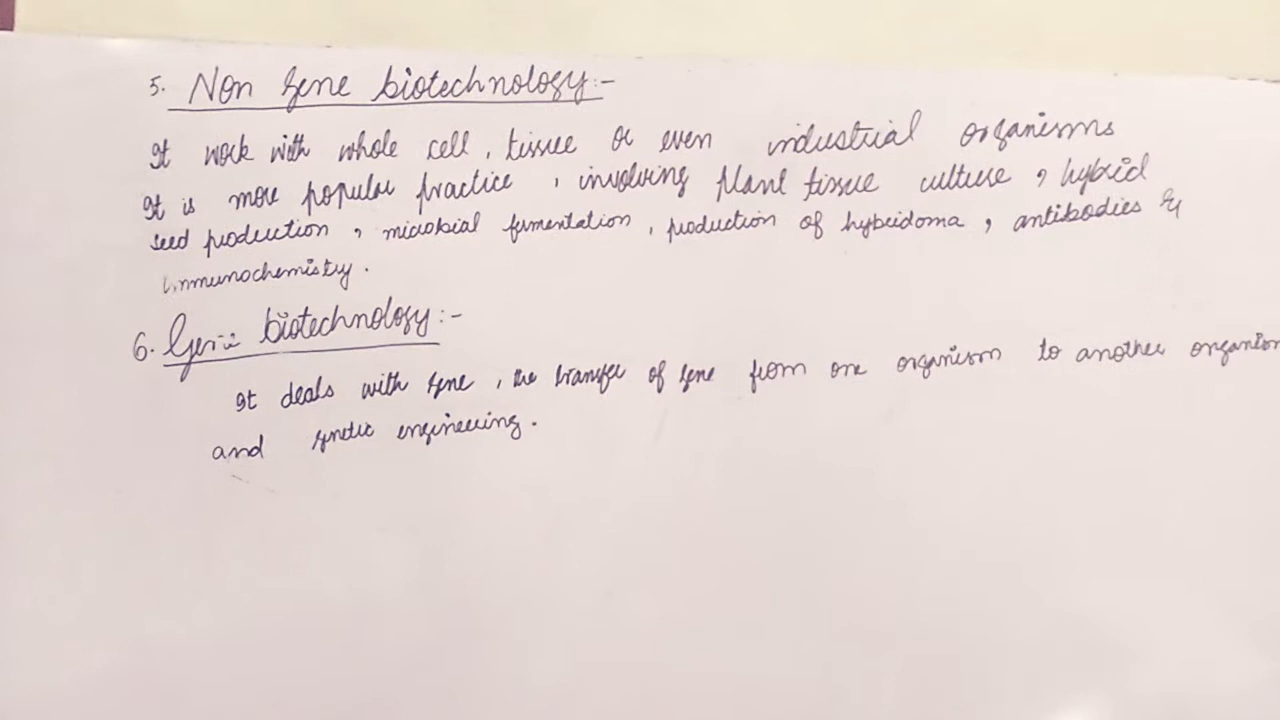 5. Non Gene biotechnology:-
It work with whole cell, tissue or even industrial organisms
It is more popular practice, involving plant tissue culture, hybrid
seed production, microbial fermentation, production of hybridoma, antibodies &
immunochemistry.
6. Gene biotechnology:-
It deals with gene, the transfer of gene from one organism to another organism
and genetic engineering.